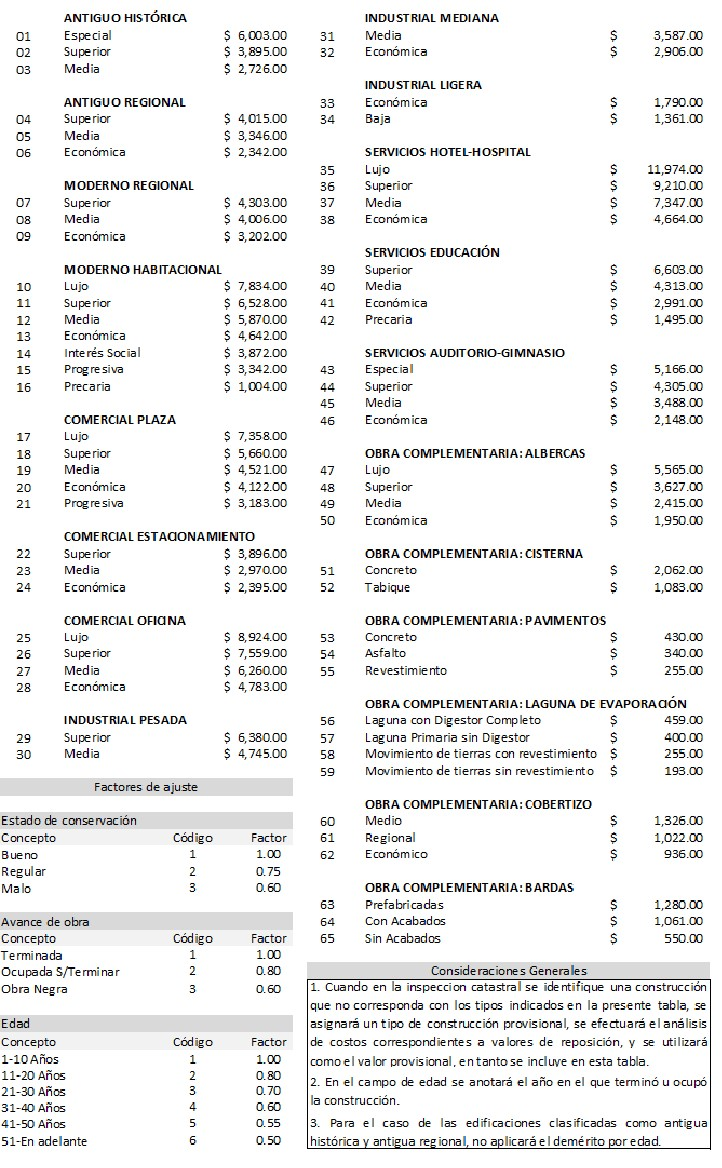 ANTIGUO HISTÓRICA
01 Especial $ 6,003.00
02 Superior $ 3,895.00
03 Media $ 2,726.00
ANTIGUO REGIONAL
04 Superior $ 4,015.00
05 Media $ 3,346.00
06 Económica $ 2,342.00
MODERNO REGIONAL
07 Superior $ 4,303.00
08 Media $ 4,006.00
09 Económica $ 3,202.00
MODERNO HABITACIONAL
10 Lujo $ 7,834.00
11 Superior $ 6,528.00
12 Media $ 5,870.00
13 Económica $ 4,642.00
14 Interés Social $ 3,872.00
15 Progresiva $ 3,342.00
16 Precaria $ 1,004.00
COMERCIAL PLAZA
17 Lujo $ 7,358.00
18 Superior $ 5,660.00
19 Media $ 4,521.00
20 Económica $ 4,122.00
21 Progresiva $ 3,183.00
COMERCIAL ESTACIONAMIENTO
22 Superior $ 3,896.00
23 Media $ 2,970.00
24 Económica $ 2,395.00
COMERCIAL OFICINA
25 Lujo $ 8,924.00
26 Superior $ 7,559.00
27 Media $ 6,260.00
28 Económica $ 4,783.00
INDUSTRIAL PESADA
29 Superior $ 6,380.00
30 Media $ 4,745.00
Factores de ajuste
Estado de conservación
Concepto Código Factor
Bueno 1 1.00
Regular 2 0.75
Malo 3 0.60
Avance de obra
Concepto Código Factor
Terminada 1 1.00
Ocupada S/Terminar 2 0.80
Obra Negra 3 0.60
Edad
Concepto Código Factor
1-10 Años 1 1.00
11-20 Años 2 0.80
21-30 Años 3 0.70
31-40 Años 4 0.60
41-50 Años 5 0.55
51-En adelante 6 0.50
INDUSTRIAL MEDIANA
31 Media $ 3,587.00
32 Económica $ 2,906.00
INDUSTRIAL LIGERA
33 Económica $ 1,790.00
34 Baja $ 1,361.00
SERVICIOS HOTEL-HOSPITAL
35 Lujo $ 11,974.00
36 Superior $ 9,210.00
37 Media $ 7,347.00
38 Económica $ 4,664.00
SERVICIOS EDUCACIÓN
39 Superior $ 6,603.00
40 Media $ 4,313.00
41 Económica $ 2,991.00
42 Precaria $ 1,495.00
SERVICIOS AUDITORIO-GIMNASIO
43 Especial $ 5,166.00
44 Superior $ 4,305.00
45 Media $ 3,488.00
46 Económica $ 2,148.00
OBRA COMPLEMENTARIA: ALBERCAS
47 Lujo $ 5,565.00
48 Superior $ 3,627.00
49 Media $ 2,415.00
50 Económica $ 1,950.00
OBRA COMPLEMENTARIA: CISTERNA
51 Concreto $ 2,062.00
52 Tabique $ 1,083.00
OBRA COMPLEMENTARIA: PAVIMENTOS
53 Concreto $ 430.00
54 Asfalto $ 340.00
55 Revestimiento $ 255.00
OBRA COMPLEMENTARIA: LAGUNA DE EVAPORACIÓN
56 Laguna con Digestor Completo $ 459.00
57 Laguna Primaria sin Digestor $ 400.00
58 Movimiento de tierras con revestimiento $ 255.00
59 Movimiento de tierras sin revestimiento $ 193.00
OBRA COMPLEMENTARIA: COBERTIZO
60 Medio $ 1,326.00
61 Regional $ 1,022.00
62 Económico $ 936.00
OBRA COMPLEMENTARIA: BARDAS
63 Prefabricadas $ 1,280.00
64 Con Acabados $ 1,061.00
65 Sin Acabados $ 550.00
Consideraciones Generales
1. Cuando en la inspeccion catastral se identifique una construcción
que no corresponda con los tipos indicados en la presente tabla, se
asignará un tipo de construcción provisional, se efectuará el análisis
de costos correspondientes a valores de reposición, y se utilizará
como el valor provisional, en tanto se incluye en esta tabla.
2. En el campo de edad se anotará el año en el que terminó u ocupó
la construcción.
3. Para el caso de las edificaciones clasificadas como antigua
histórica y antigua regional, no aplicará el demérito por edad.